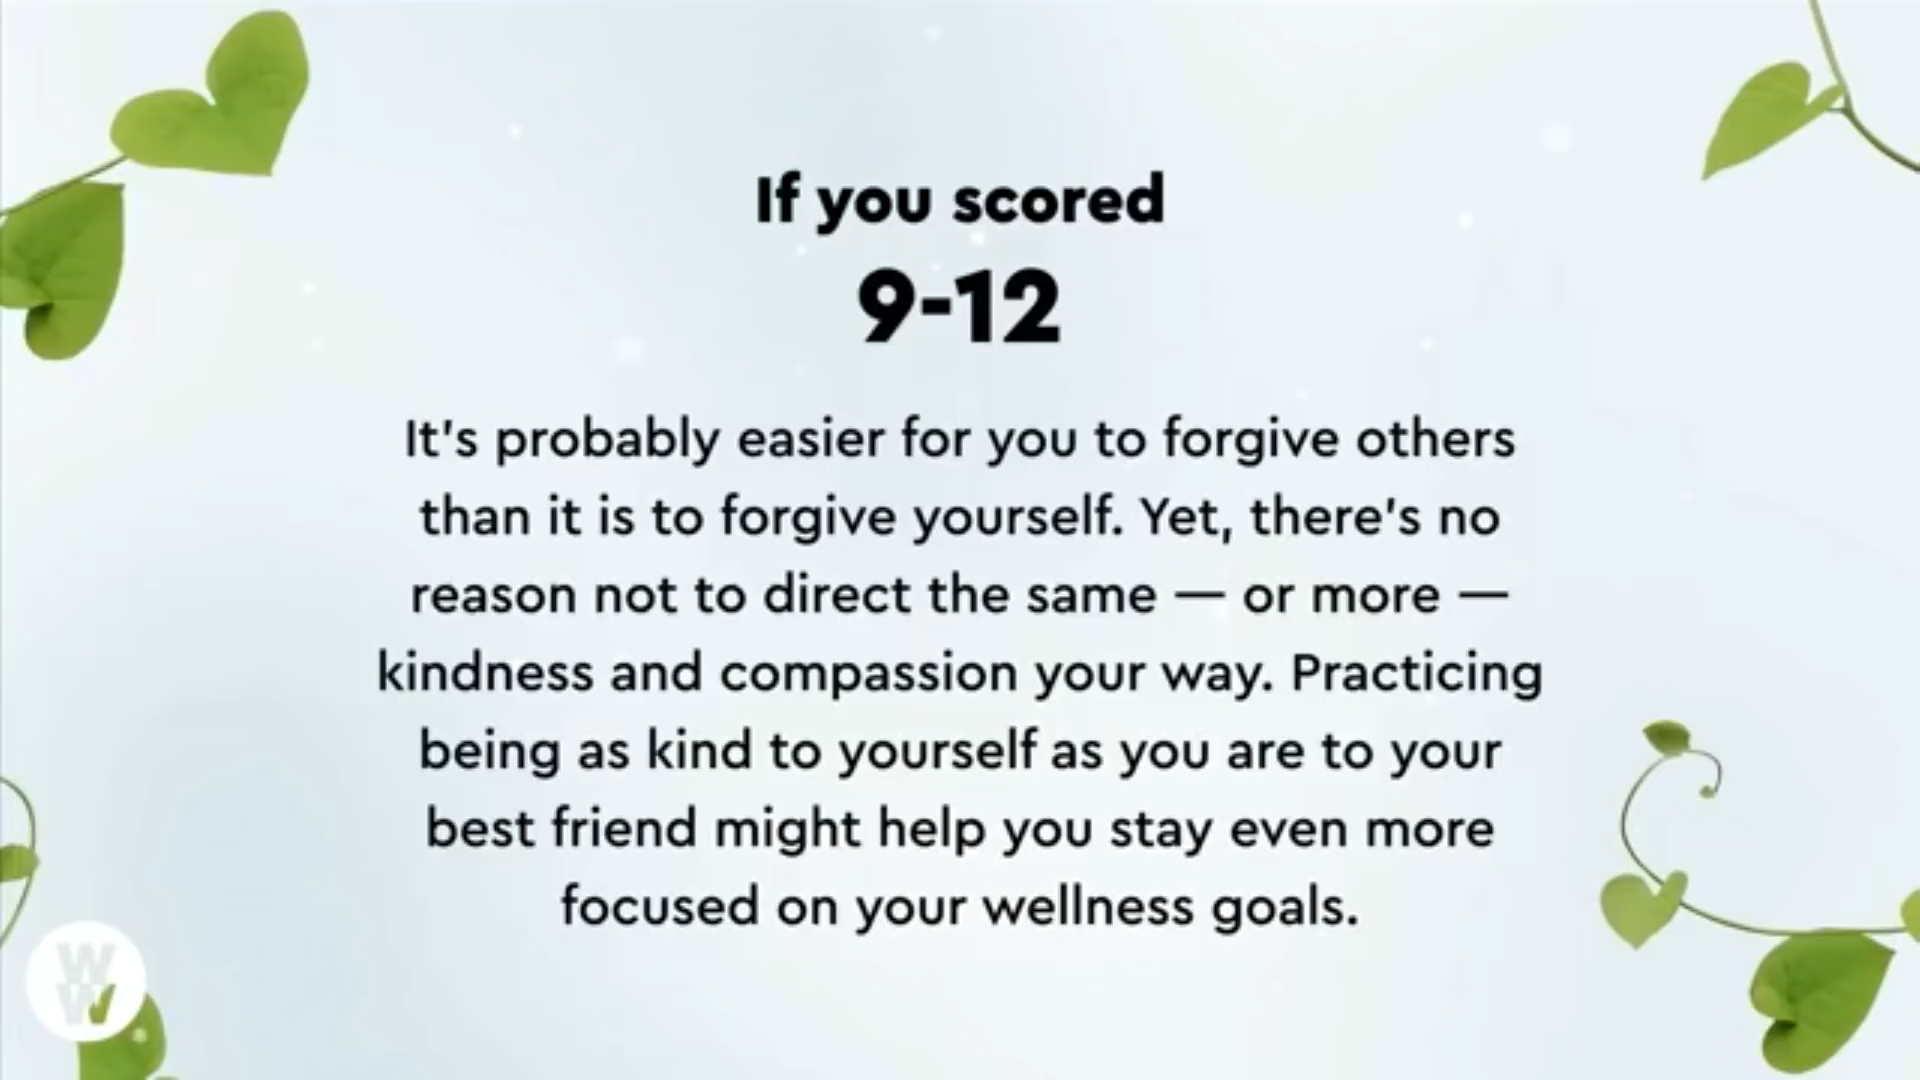 If you scored
9-12
It's probably easier for you to forgive others
than it is to forgive yourself. Yet, there's no
reason not to direct the same — or more —
kindness and compassion your way. Practicing
being as kind to yourself as you are to your
best friend might help you stay even more
focused on your wellness goals.
W
W